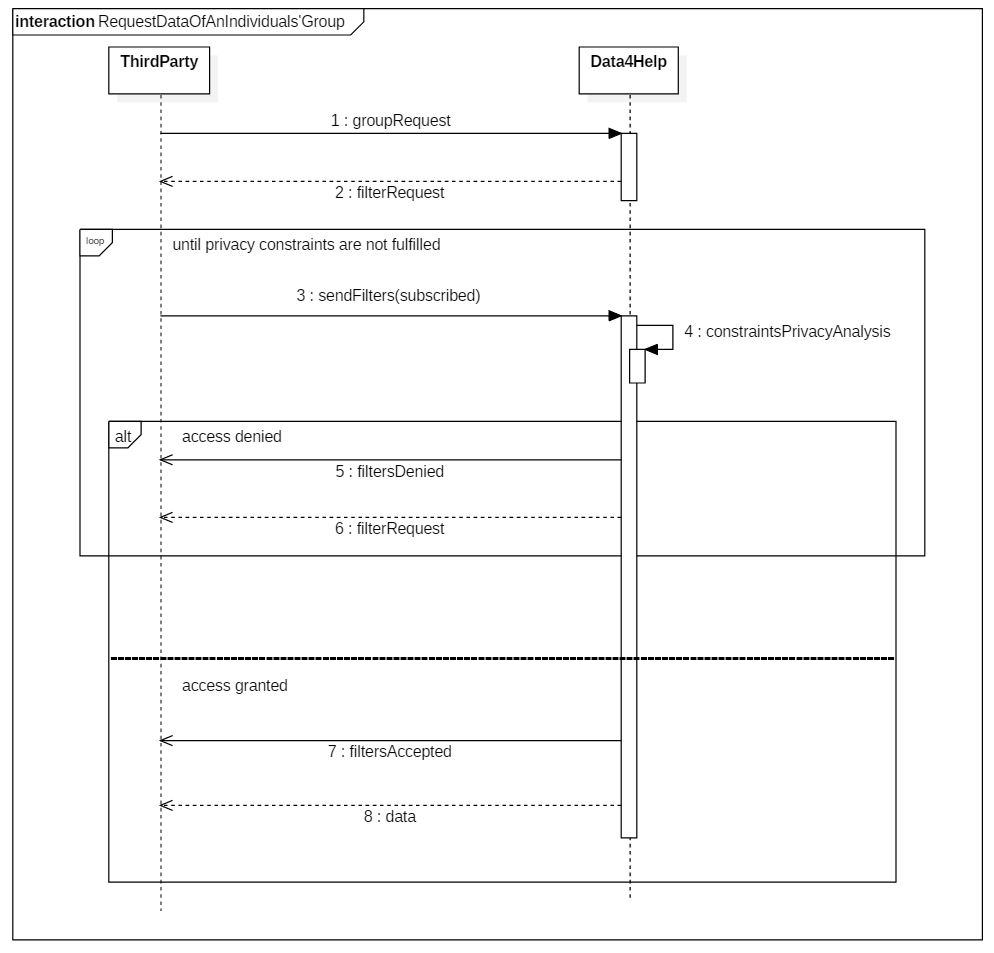 interaction RequestDataOfAnIndividuals'Group
ThirdParty
Data4Help
1 : groupRequest
2 : filterRequest
loop
until privacy constraints are not fulfilled
3 : sendFilters(subscribed)
4 : constraintsPrivacyAnalysis
alt
access denied
5 : filtersDenied
6 : filterRequest
access granted
7 : filtersAccepted
8 : data